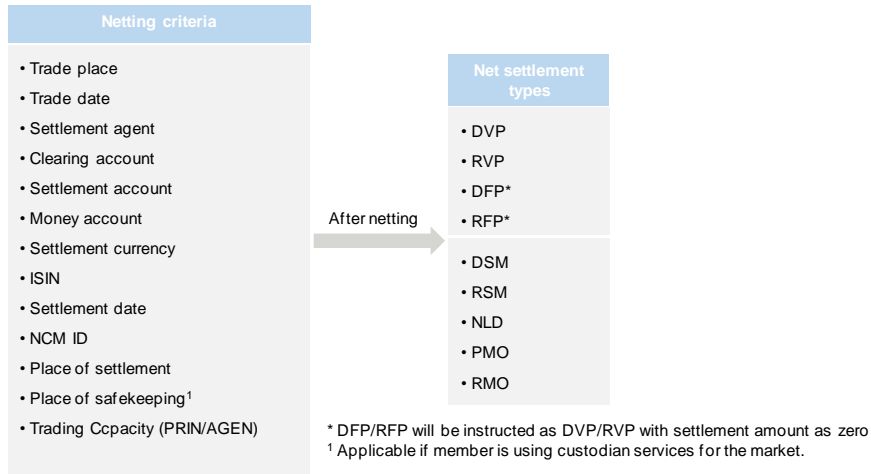 Netting criteria
• Trade place
• Trade date
• Settlement agent
• Clearing account
• Settlement account
• Money account
• Settlement currency
• ISIN
• Settlement date
• NCM ID
• Place of settlement
• Place of safekeeping¹
• Trading Ccpacity (PRIN/AGEN)
After netting
Net settlement
types
• DVP
• RVP
• DFP*
• RFP*
• DSM
• RSM
• NLD
• PMO
• RMO
* DFP/RFP will be instructed as DVP/RVP with settlement amount as zero
¹ Applicable if member is using custodian services for the market.